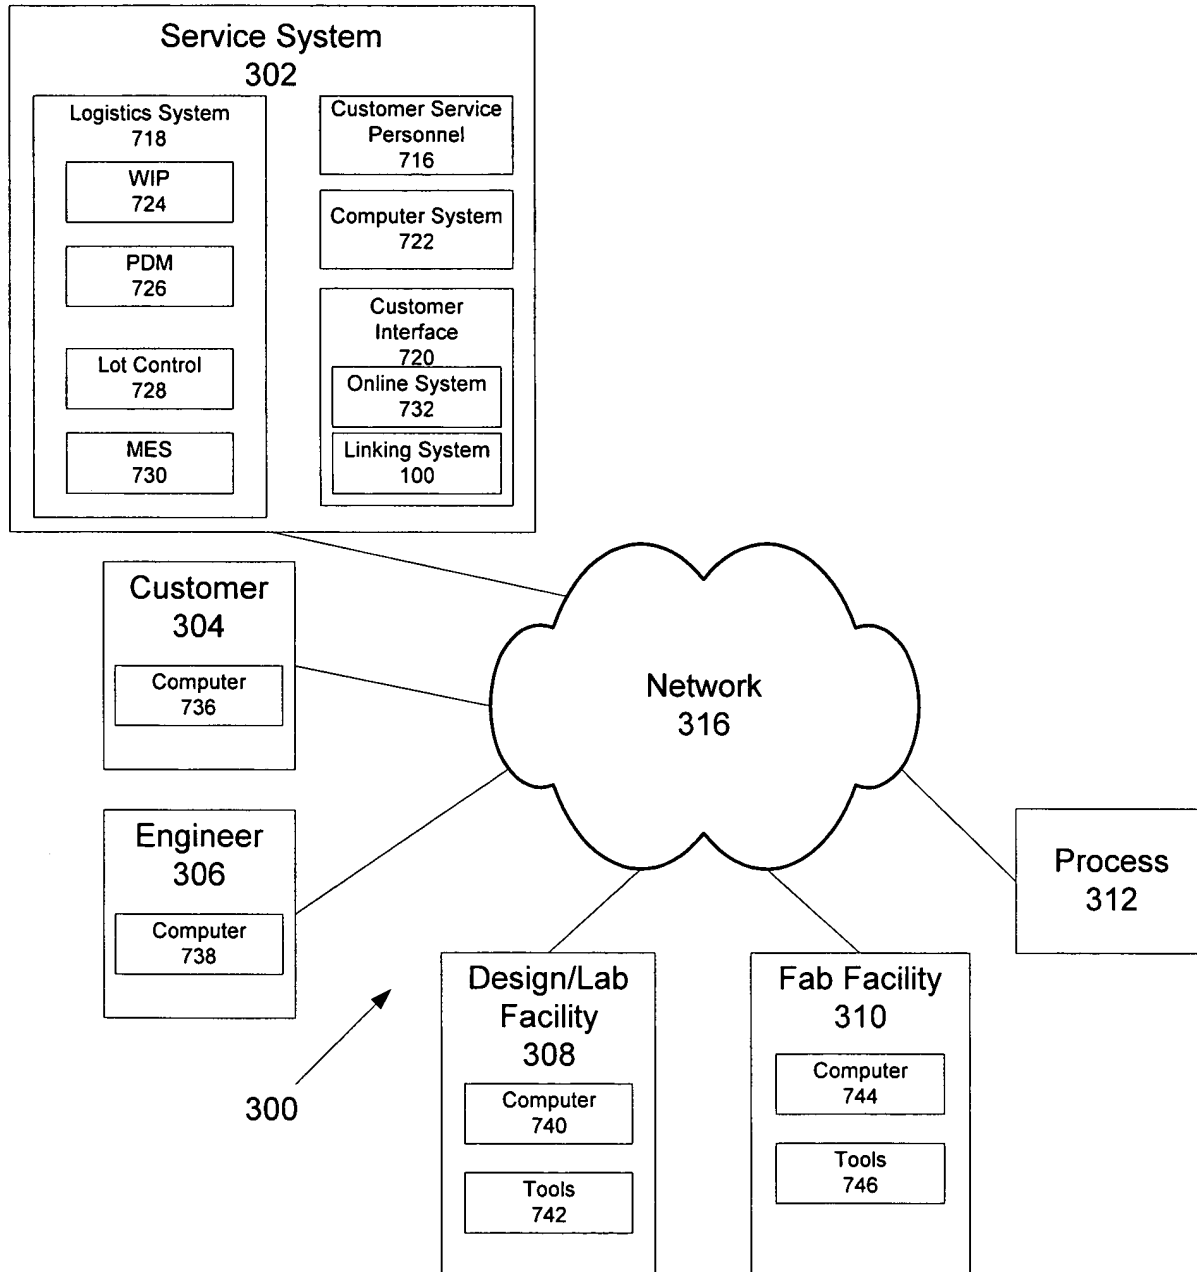 Service System
302
Logistics System
718
WIP
724
PDM
726
Lot Control
728
MES
730
Customer Service
Personnel
716
Computer System
722
Customer
Interface
720
Online System
732
Linking System
100
Customer
304
Computer
736
Network
316
Engineer
306
Computer
738
Process
312
Design/Lab
Facility
308
Computer
740
Tools
742
Fab Facility
310
Computer
744
Tools
746
300